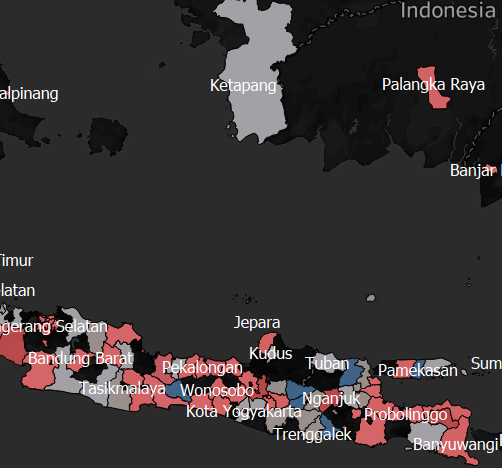 Indonesia
Ketapang
Palangka Raya
alpinang
Banjar
Timur
elatan
Jepara
gerang Selatan
Kudus
Bandung Barat
Tuban
Sum
Pekalongan
Pamekasan
Tasikmalaya
Wonosobo
Nganjuk
Kota Yogyakarta
Probolinggo
Trenggalek
Banyuwangi